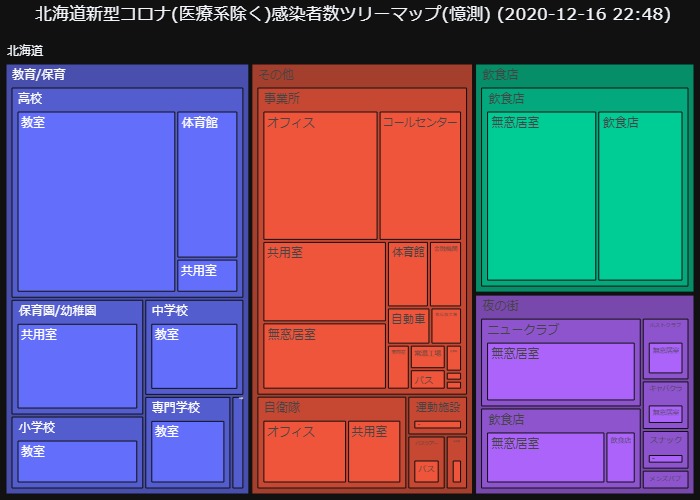 北海道新型コロナ(医療系除く)感染者数ツリーマップ(憶測) (2020-12-16 22:48)
北海道
教育/保育
高校
教室
体育館
共用室
保育園/幼稚園
共用室
中学校
教室
小学校
教室
専門学校
教室
その他
事業所
オフィス
コールセンター
共用室
体育館
無窓居室
自動車
バス
自衛隊
オフィス
共用室
運動施設
バス
飲食店
飲食店
無窓居室
飲食店
夜の街
ニュークラブ
無窓居室
飲食店
無窓居室
飲食店
キャバクラ
無窓居室
スナック
メンズパブ